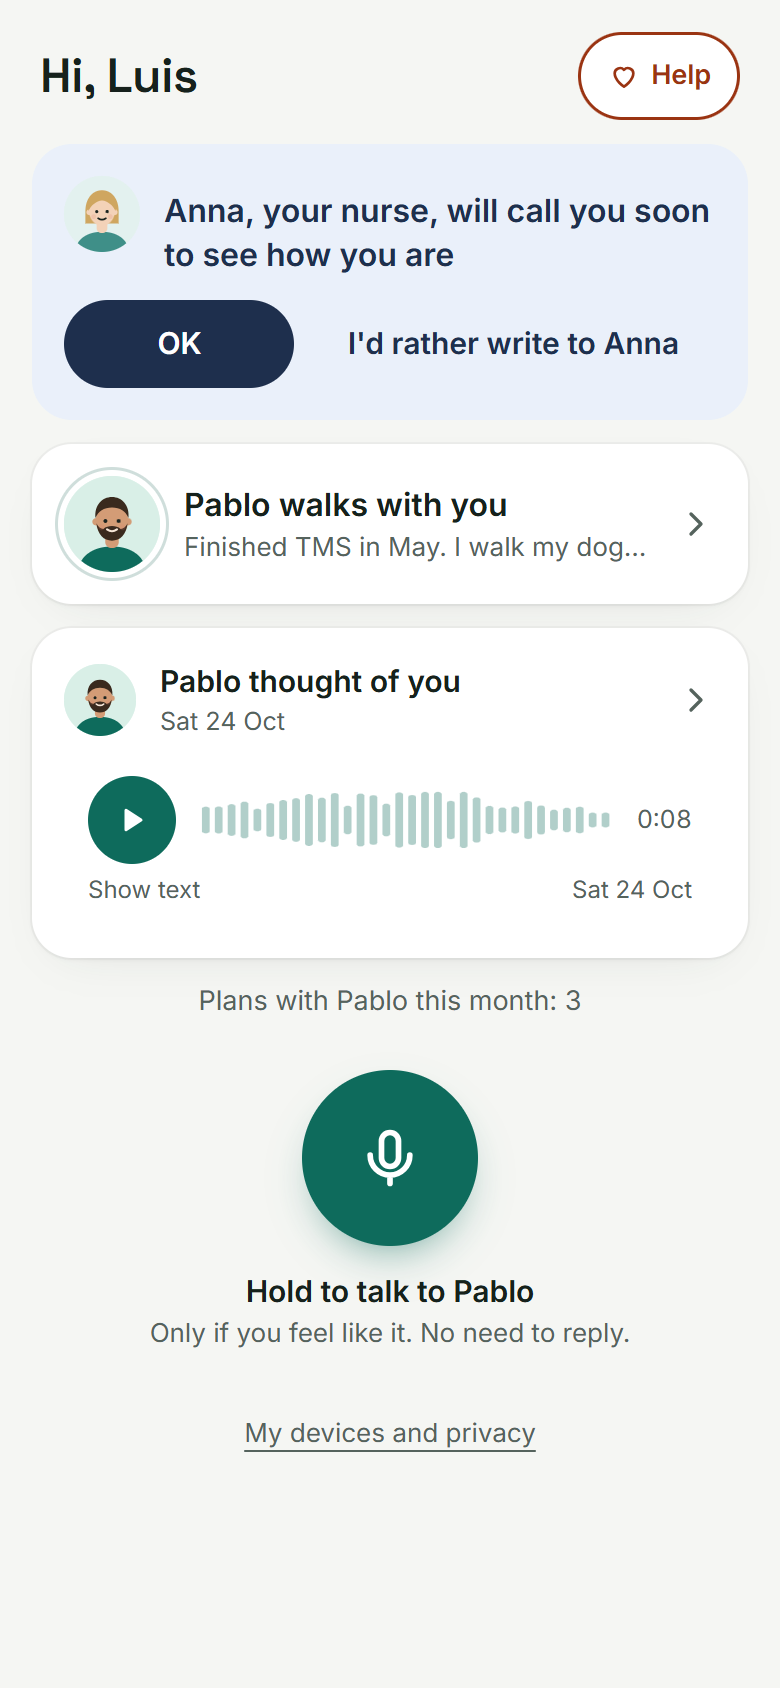 Hi, Luis
Help
Anna, your nurse, will call you soon
to see how you are
OK
I'd rather write to Anna
Pablo walks with you
Finished TMS in May. I walk my dog...
Pablo thought of you
Sat 24 Oct
0:08
Show text
Sat 24 Oct
Plans with Pablo this month: 3
Hold to talk to Pablo
Only if you feel like it. No need to reply.
My devices and privacy